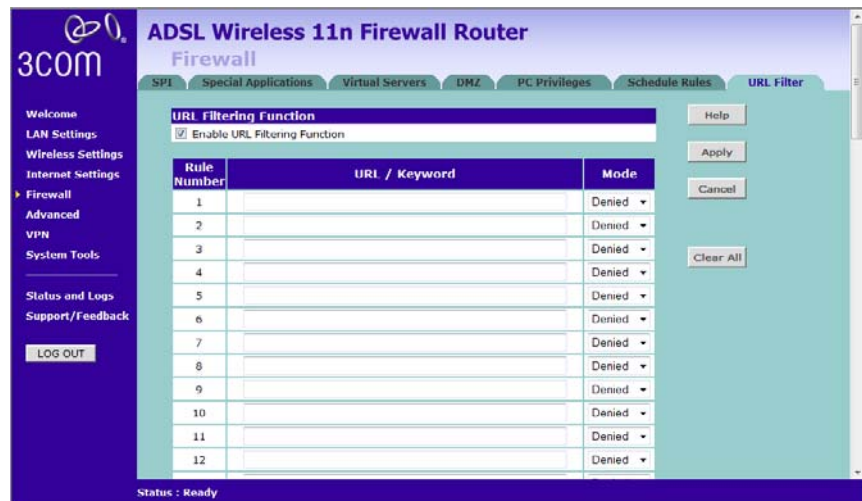 3COM
ADSL Wireless 11n Firewall Router
Firewall
SPI Special Applications Virtual Servers DMZ PC Privileges Schedule Rules URL Filter
Welcome
LAN Settings
Wireless Settings
Internet Settings
Firewall
Advanced
VPN
System Tools
Status and Logs
Support/Feedback
LOG OUT
URL Filtering Function
Enable URL Filtering Function
Rule Number URL / Keyword Mode
1 Denied
2 Denied
3 Denied
4 Denied
5 Denied
6 Denied
7 Denied
8 Denied
9 Denied
10 Denied
11 Denied
12 Denied
Help
Apply
Cancel
Clear All
Status : Ready